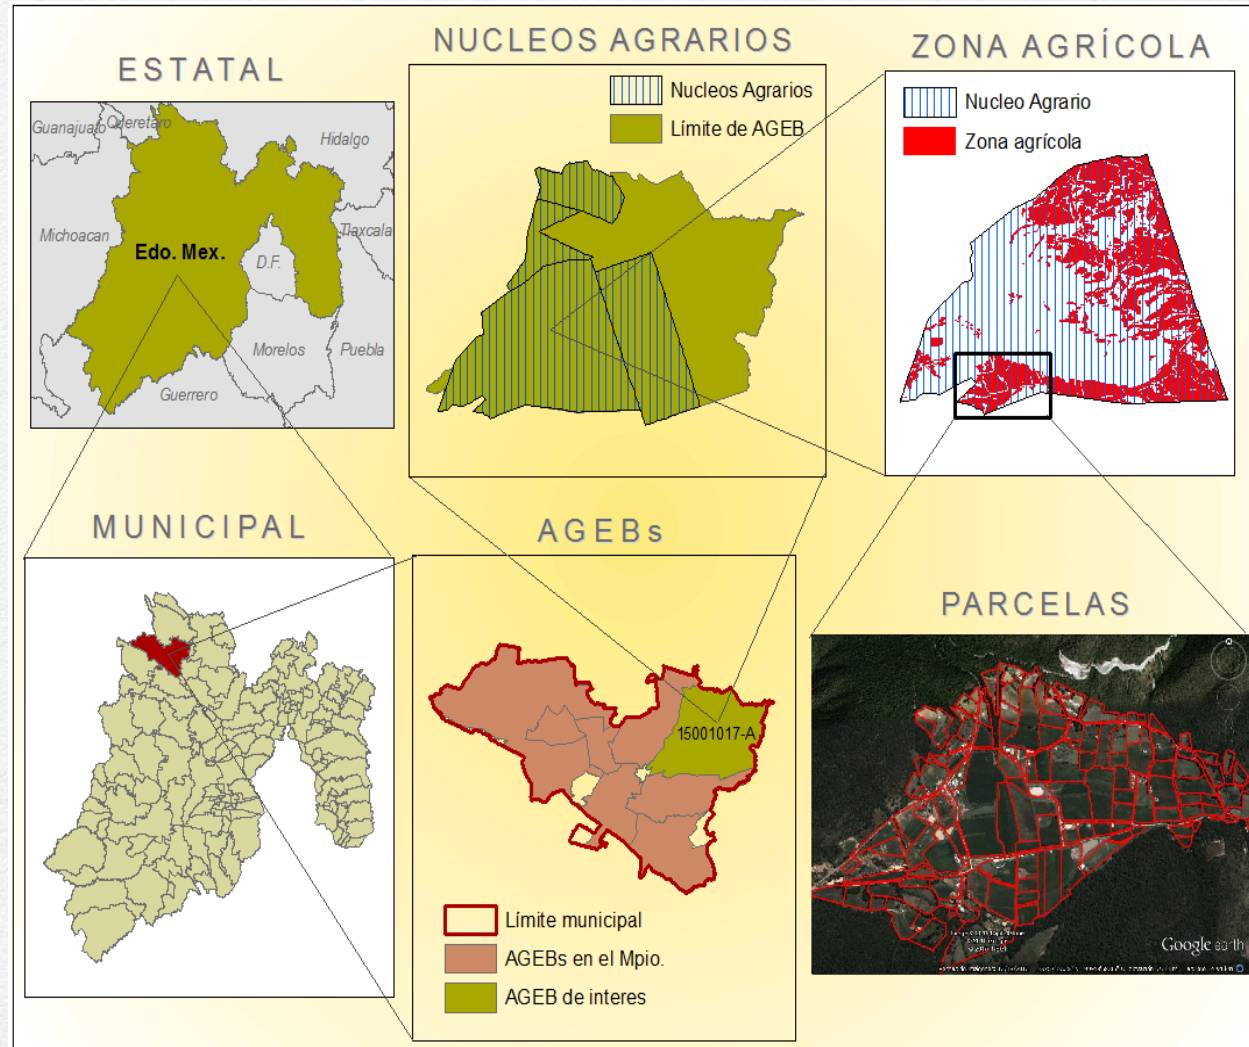 ESTATAL
Guanajuato
Queretaro
Hidalgo
Michoacan
Edo. Mex.
D.F.
Tlaxcala
Morelos
Puebla
Guerrero
NUCLEOS AGRARIOS
Nucleos Agrarios
Límite de AGEB
ZONA AGRÍCOLA
Nucleo Agrario
Zona agrícola
MUNICIPAL
AGEBs
15001017-A
Límite municipal
AGEBs en el Mpio.
AGEB de interes
PARCELAS
Google earth